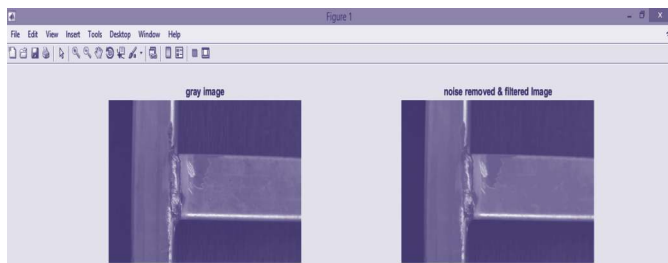 Figure 1
File Edit View Insert Tools Desktop Window Help
gray image
noise removed & filtered Image